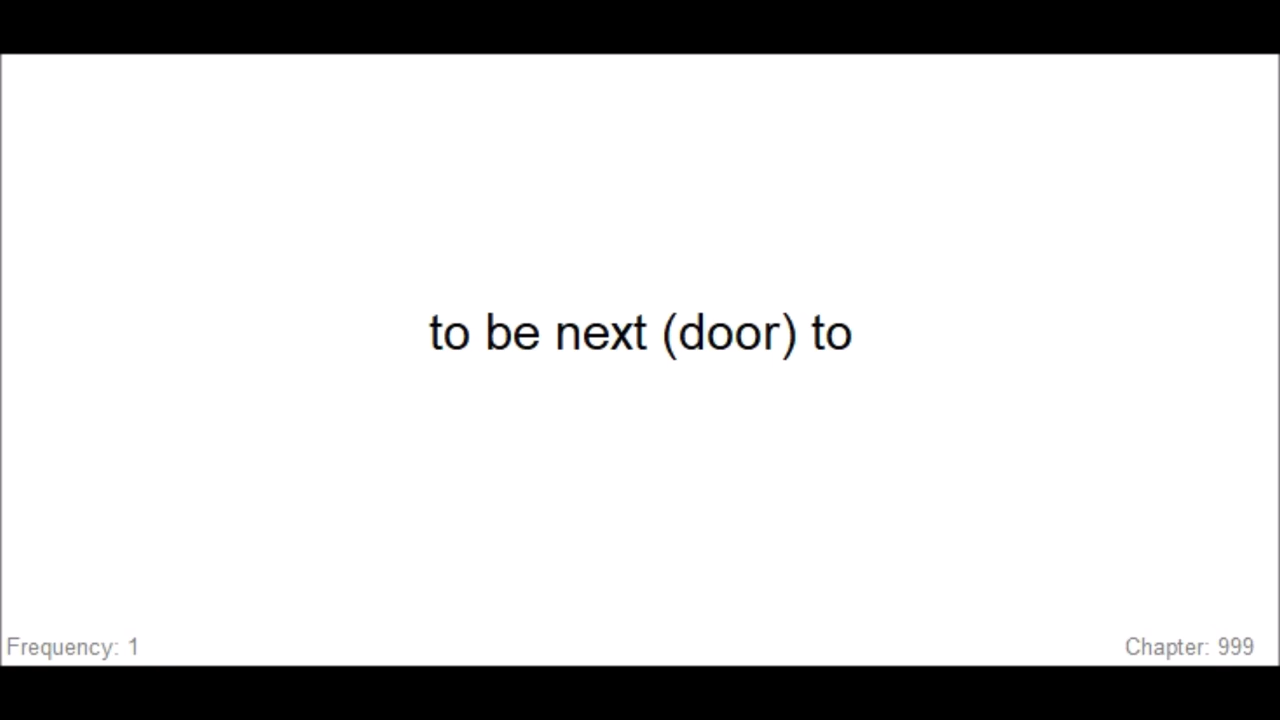 to be next (door) to
Frequency: 1
Chapter: 999